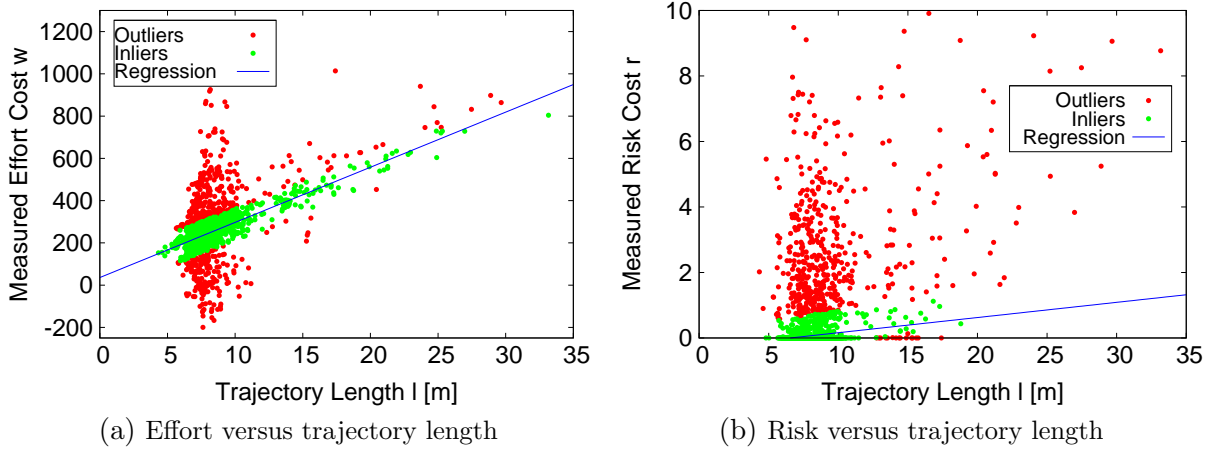 Measured Effort Cost w
1200
1000
800
600
400
200
0
-200
Outliers
Inliers
Regression
0 5 10 15 20 25 30 35
Trajectory Length l [m]
(a) Effort versus trajectory length
Measured Risk Cost r
10
8
6
4
2
0
Outliers
Inliers
Regression
0 5 10 15 20 25 30 35
Trajectory Length l [m]
(b) Risk versus trajectory length